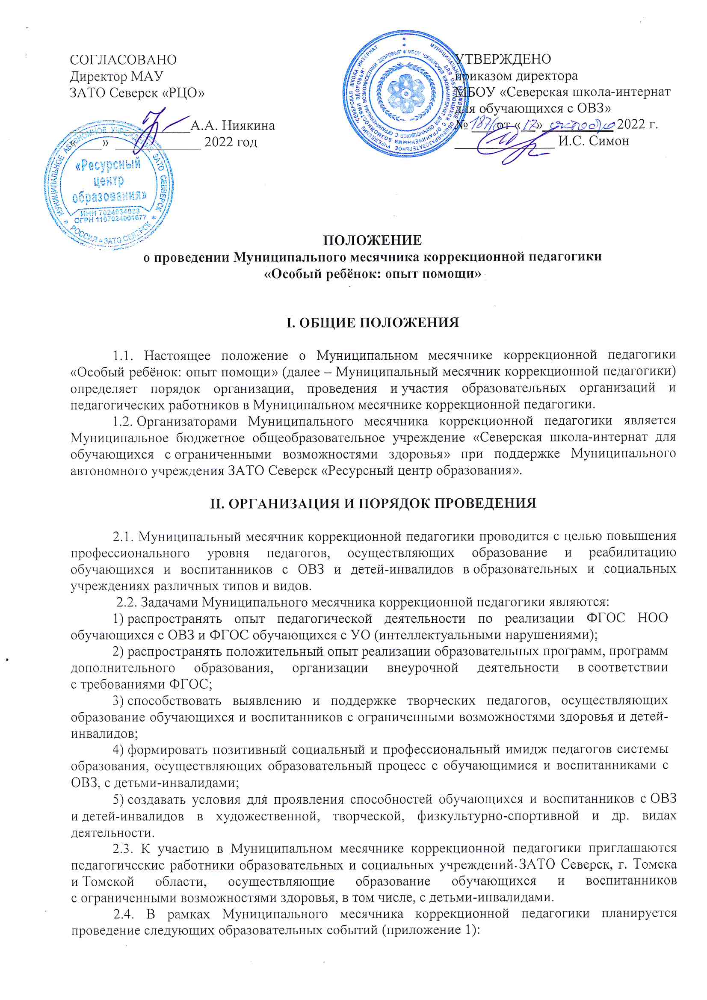 СОГЛАСОВАНО
Директор МАУ
ЗАТО Северск «РЦО»
А.А. Ниякина
«___» ____________ 2022 год
МУНИЦИПАЛЬНОЕ АВТОНОМНОЕ УЧРЕЖДЕНИЕ ЗАТО СЕВЕРСК
«Ресурсный
центр
образования»
ИНН 7024034033
ОГРН 1107024001677
* РОССИЯ * ЗАТО СЕВЕРСК *
УТВЕРЖДЕНО
приказом директора
МБОУ «Северская школа-интернат
для обучающихся с ОВЗ»
№ 187/о от «17» октября 2022 г.
И.С. Симон
ПОЛОЖЕНИЕ
о проведении Муниципального месячника коррекционной педагогики
«Особый ребёнок: опыт помощи»
I. ОБЩИЕ ПОЛОЖЕНИЯ
1.1. Настоящее положение о Муниципальном месячнике коррекционной педагогики
«Особый ребёнок: опыт помощи» (далее – Муниципальный месячник коррекционной педагогики)
определяет порядок организации, проведения и участия образовательных организаций и
педагогических работников в Муниципальном месячнике коррекционной педагогики.
1.2. Организаторами Муниципального месячника коррекционной педагогики является
Муниципальное бюджетное общеобразовательное учреждение «Северская школа-интернат для
обучающихся с ограниченными возможностями здоровья» при поддержке Муниципального
автономного учреждения ЗАТО Северск «Ресурсный центр образования».
II. ОРГАНИЗАЦИЯ И ПОРЯДОК ПРОВЕДЕНИЯ
2.1. Муниципальный месячник коррекционной педагогики проводится с целью повышения
профессионального уровня педагогов, осуществляющих образование и реабилитацию
обучающихся и воспитанников с ОВЗ и детей-инвалидов в образовательных и социальных
учреждениях различных типов и видов.
2.2. Задачами Муниципального месячника коррекционной педагогики являются:
1) распространять опыт педагогической деятельности по реализации ФГОС НОО
обучающихся с ОВЗ и ФГОС обучающихся с УО (интеллектуальными нарушениями);
2) распространять положительный опыт реализации образовательных программ, программ
дополнительного образования, организации внеурочной деятельности в соответствии
с требованиями ФГОС;
3) способствовать выявлению и поддержке творческих педагогов, осуществляющих
образование обучающихся и воспитанников с ограниченными возможностями здоровья и детей-
инвалидов;
4) формировать позитивный социальный и профессиональный имидж педагогов системы
образования, осуществляющих образовательный процесс с обучающимися и воспитанниками с
ОВЗ, с детьми-инвалидами;
5) создавать условия для проявления способностей обучающихся и воспитанников с ОВЗ
и детей-инвалидов в художественной, творческой, физкультурно-спортивной и др. видах
деятельности.
2.3. К участию в Муниципальном месячнике коррекционной педагогики приглашаются
педагогические работники образовательных и социальных учреждений ЗАТО Северск, г. Томска
и Томской области, осуществляющие образование обучающихся и воспитанников
с ограниченными возможностями здоровья, в том числе, с детьми-инвалидами.
2.4. В рамках Муниципального месячника коррекционной педагогики планируется
проведение следующих образовательных событий (приложение 1):